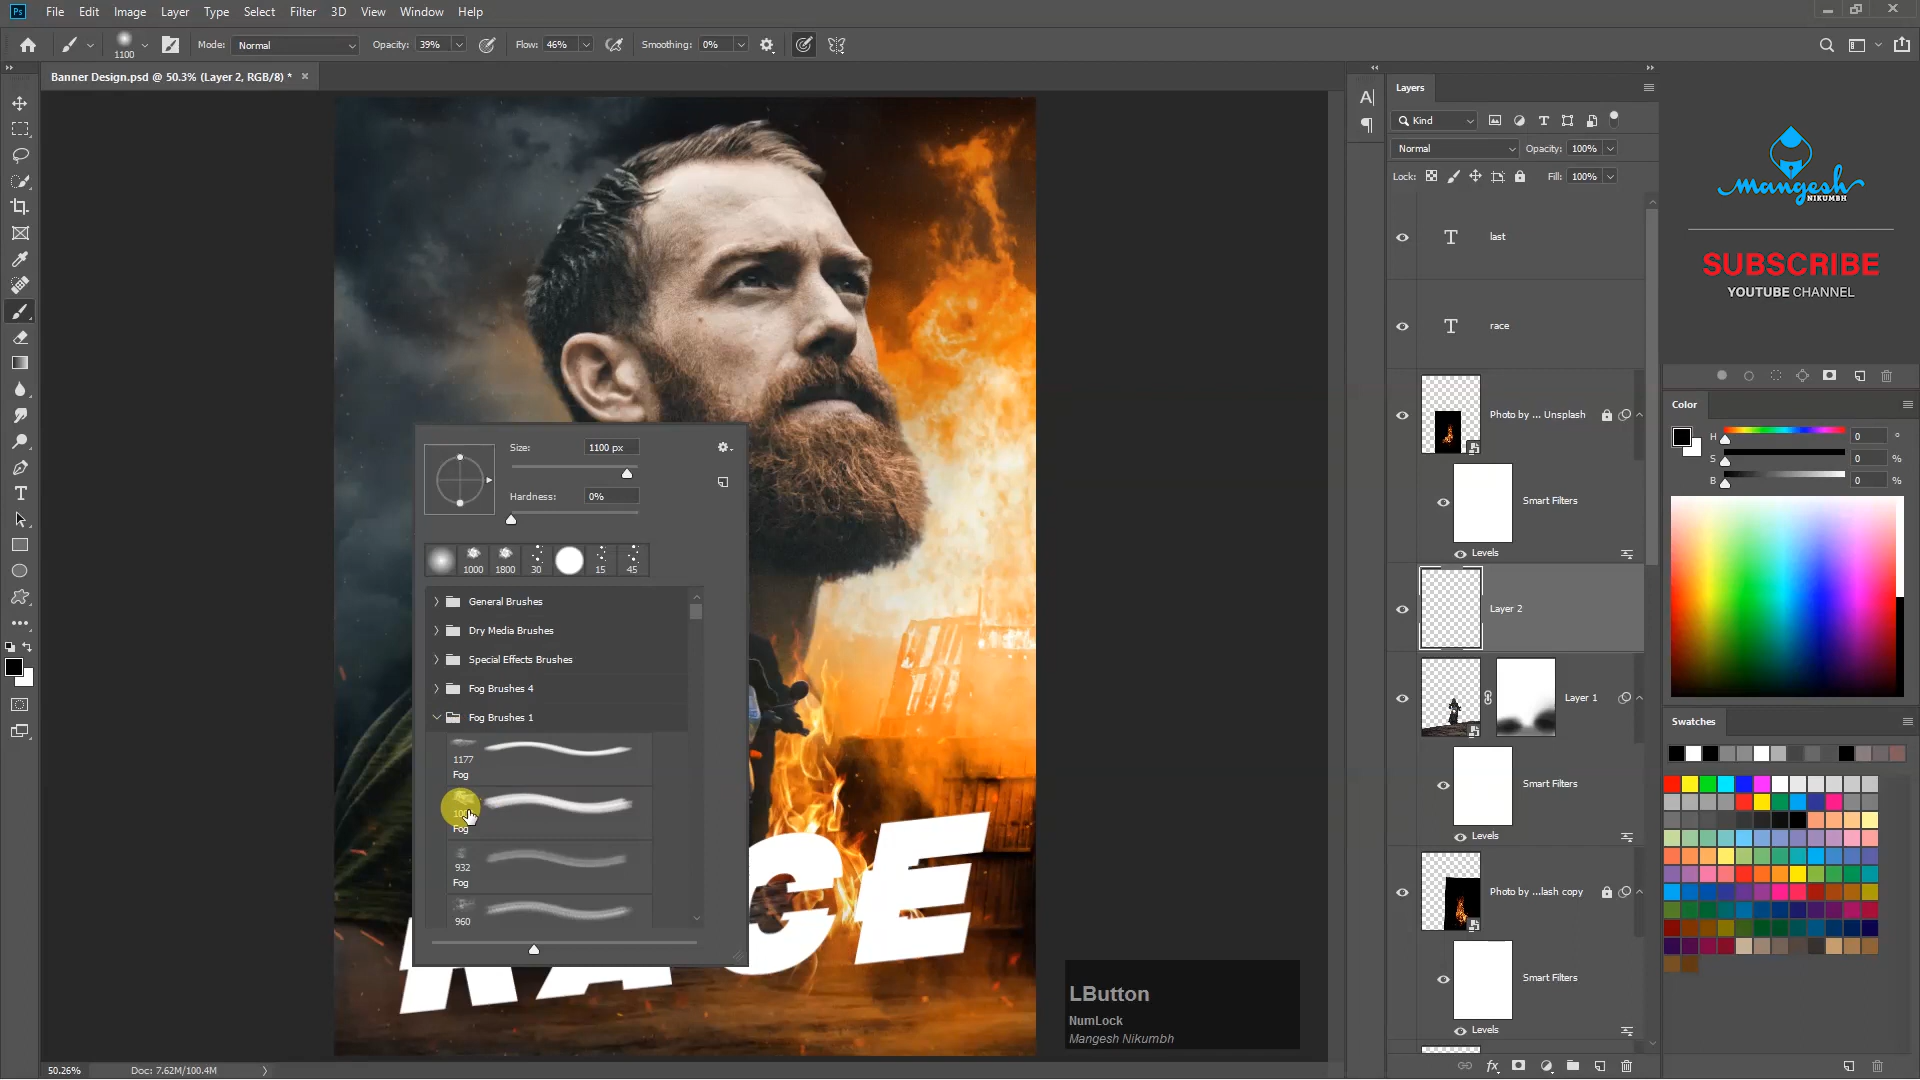 Ps File Edit Image Layer Type Select Filter 3D View Window Help
1100 Mode: Normal Opacity: 39% Flow: 46% Smoothing: 0%
Banner Design.psd @ 50.3% (Layer 2, RGB/8) *
Layers
Kind
Normal Opacity: 100%
Lock: Fill: 100%
last
race
Photo by ... Unsplash
Smart Filters
Levels
Layer 2
Layer 1
Smart Filters
Levels
Photo by ...lash copy
Smart Filters
Levels
Mangesh
NIKUMBH
SUBSCRIBE
YOUTUBE CHANNEL
Color
H 0 °
S 0 %
B 0 %
Swatches
Size: 1100 px
Hardness: 0%
1000 1800 30 15 45
General Brushes
Dry Media Brushes
Special Effects Brushes
Fog Brushes 4
Fog Brushes 1
1177
Fog
Fog
932
Fog
960
RACE
LButton
NumLock
Mangesh Nikumbh
50.26% Doc: 7.62M/100.4M